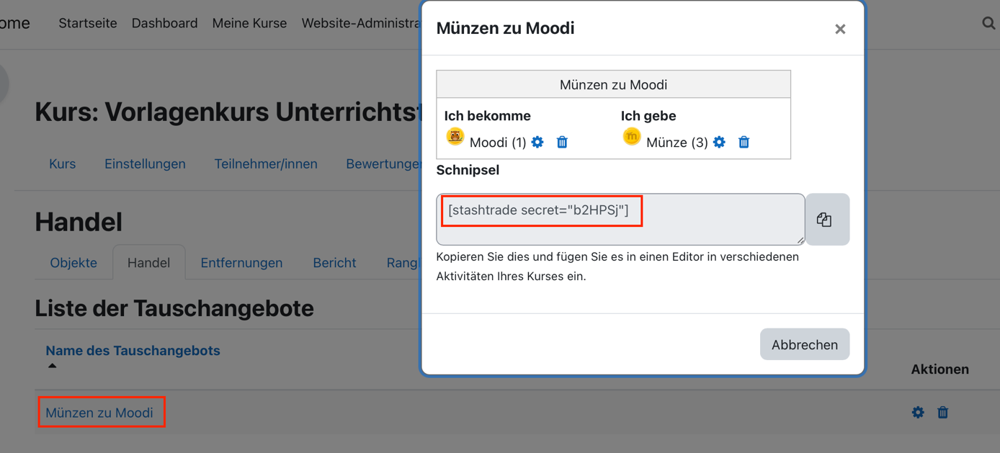 ome Startseite Dashboard Meine Kurse Website-Administra
Münzen zu Moodi
Kurs: Vorlagenkurs Unterrichtst
Kurs Einstellungen Teilnehmer/innen Bewertunge
Münzen zu Moodi
Ich bekomme Ich gebe
Moodi (1) Münze (3)
Schnipsel
[stashtrade secret="b2HPSj"]
Kopieren Sie dies und fügen Sie es in einen Editor in verschiedenen
Aktivitäten Ihres Kurses ein.
Abbrechen
Handel
Objekte Handel Entfernungen Bericht Rangl
Liste der Tauschangebote
Name des Tauschangebots
Aktionen
Münzen zu Moodi